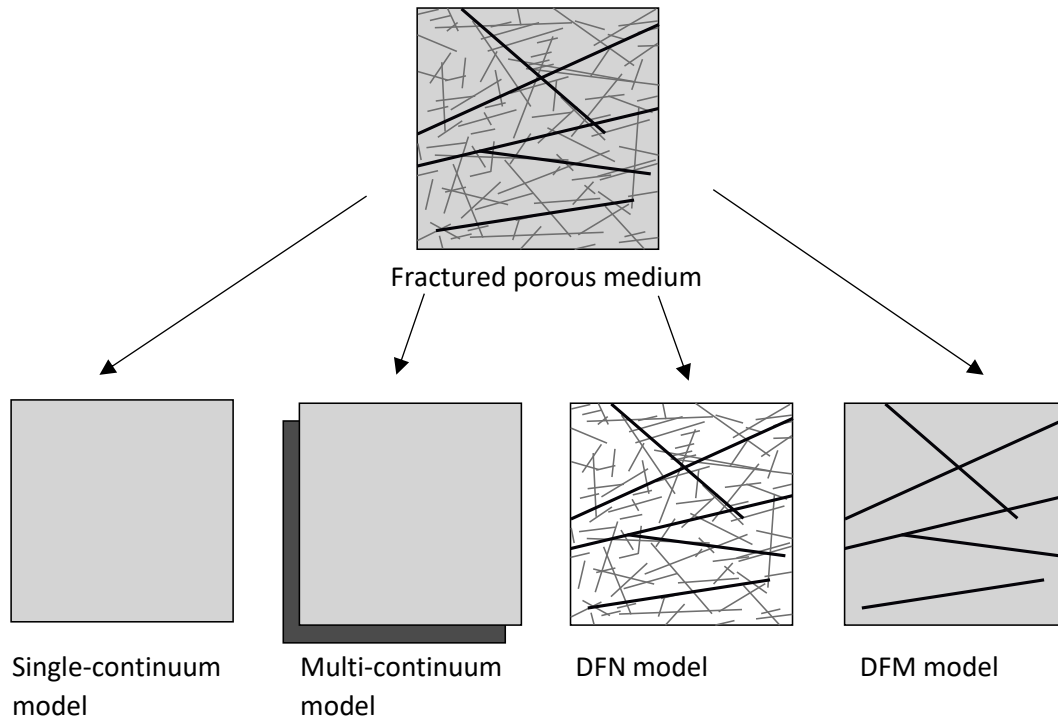 Fractured porous medium
Single-continuum
model
Multi-continuum
model
DFN model
DFM model